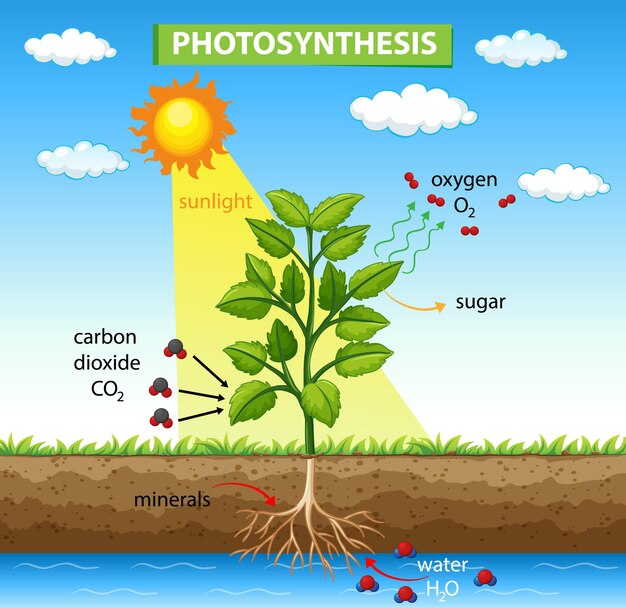 PHOTOSYNTHESIS
sunlight
oxygen
O₂
sugar
carbon
dioxide
CO₂
minerals
water
H₂O